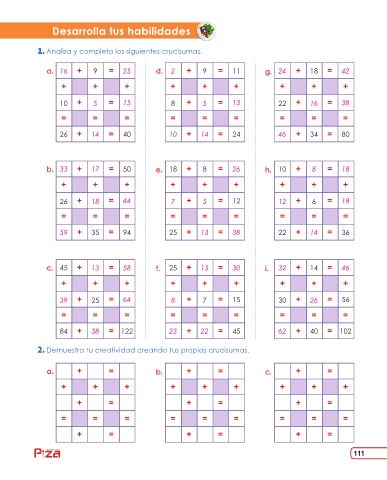 Desarrolla tus habilidades
1. Analiza y completa los siguientes crucisumas.
a. 16 + 9 = 25 d. 2 + 9 = 11 g. 24 + 18 = 42
+ + + + + + + + +
10 + 5 = 15 8 + 5 = 13 22 + 16 = 38
= = = = = = = = =
26 + 14 = 40 10 + 14 = 24 46 + 34 = 80
b. 33 + 17 = 50 e. 18 + 8 = 26 h. 10 + 8 = 18
+ + + + + + + + +
26 + 18 = 44 7 + 5 = 12 12 + 6 = 18
= = = = = = = = =
59 + 35 = 94 25 + 13 = 38 22 + 14 = 36
c. 45 + 13 = 58 f. 25 + 15 = 30 i. 32 + 14 = 46
+ + + + + + + + +
39 + 25 = 64 8 + 7 = 15 30 + 26 = 56
= = = = = = = = =
84 + 38 = 122 23 + 22 = 45 62 + 40 = 102
2. Demuestra tu creatividad creando tus propias crucisumas.
a. + = b. + = c. + =
+ + + + + + + + +
+ = + = + =
= = = = = = = = =
+ = + = + =
P:za 111